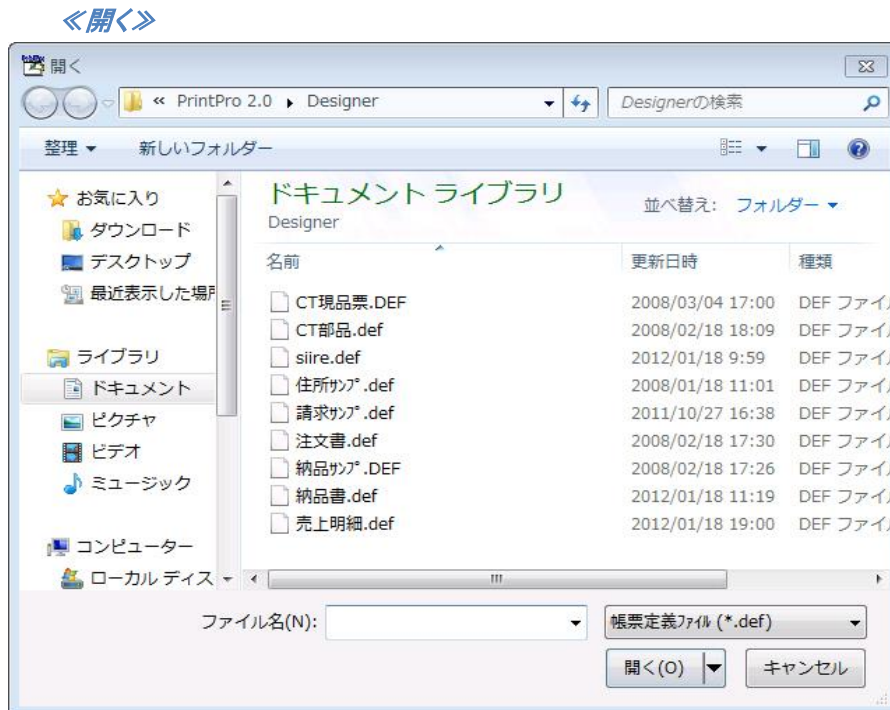 ≪開く≫
開く
« PrintPro 2.0 ▸ Designer
Designerの検索
整理 新しいフォルダー
お気に入り
ダウンロード
デスクトップ
最近表示した場所
ライブラリ
ドキュメント
ピクチャ
ビデオ
ミュージック
コンピューター
ローカル ディス
ドキュメント ライブラリ
Designer
並べ替え: フォルダー
名前 更新日時 種類
CT現品票.DEF 2008/03/04 17:00 DEF ファイル
CT部品.def 2008/02/18 18:09 DEF ファイル
siire.def 2012/01/18 9:59 DEF ファイル
住所ｻﾝﾌﾟ.def 2008/01/18 11:01 DEF ファイル
請求ｻﾝﾌﾟ.def 2011/10/27 16:38 DEF ファイル
注文書.def 2008/02/18 17:30 DEF ファイル
納品ｻﾝﾌﾟ.DEF 2008/02/18 17:26 DEF ファイル
納品書.def 2012/01/18 11:19 DEF ファイル
売上明細.def 2012/01/18 19:00 DEF ファイル
ファイル名(N):
帳票定義ﾌｧｲﾙ (*.def)
開く(O) キャンセル